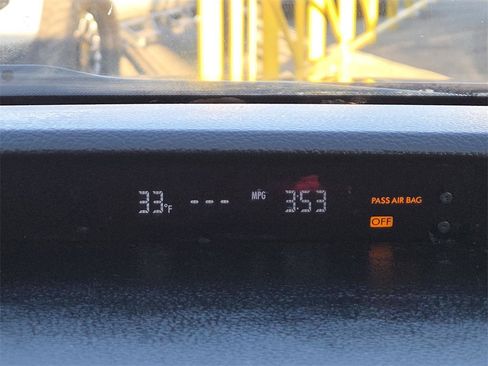 33°F --- MPG 3:53 PASS AIR BAG
OFF